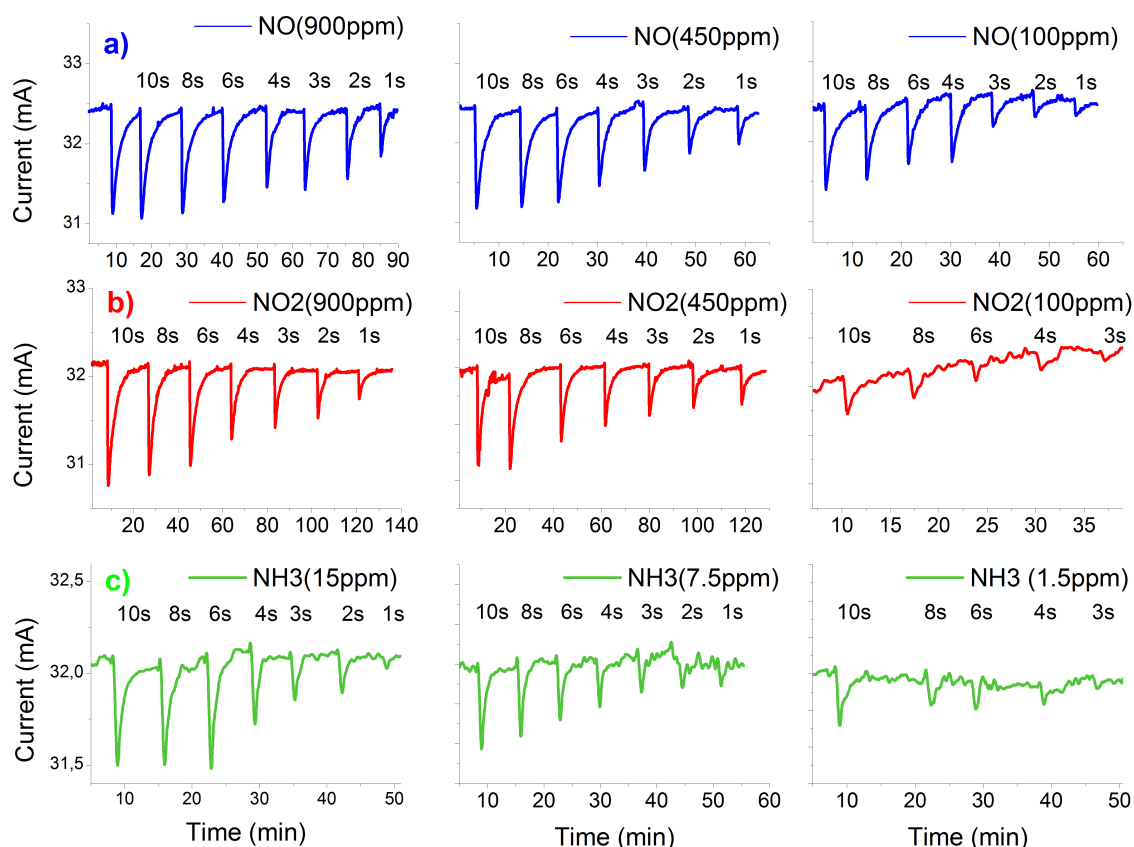 a)
NO(900ppm)
NO(450ppm)
NO(100ppm)
10s 8s 6s 4s 3s 2s 1s
10s 8s 6s 4s 3s 2s 1s
10s 8s 6s 4s 3s 2s 1s
33
32
31
Current (mA)
10 20 30 40 50 60 70 80 90
10 20 30 40 50 60
10 20 30 40 50 60
b)
NO2(900ppm)
NO2(450ppm)
NO2(100ppm)
10s 8s 6s 4s 3s 2s 1s
10s 8s 6s 4s 3s 2s 1s
10s 8s 6s 4s 3s
33
32
31
Current (mA)
20 40 60 80 100 120 140
20 40 60 80 100 120
10 15 20 25 30 35
c)
NH3(15ppm)
NH3(7.5ppm)
NH3 (1.5ppm)
10s 8s 6s 4s 3s 2s 1s
10s 8s 6s 4s 3s 2s 1s
10s 8s 6s 4s 3s
32,5
32,0
31,5
Current (mA)
10 20 30 40 50
10 20 30 40 50 60
10 20 30 40 50
Time (min)
Time (min)
Time (min)